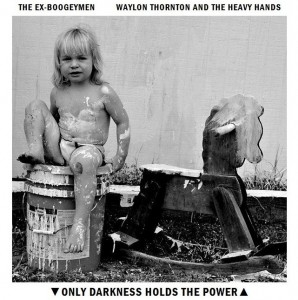 THE EX-BOOGEYMEN WAYLON THORNTON AND THE HEAVY HANDS
▼ ONLY DARKNESS HOLDS THE POWER ▲